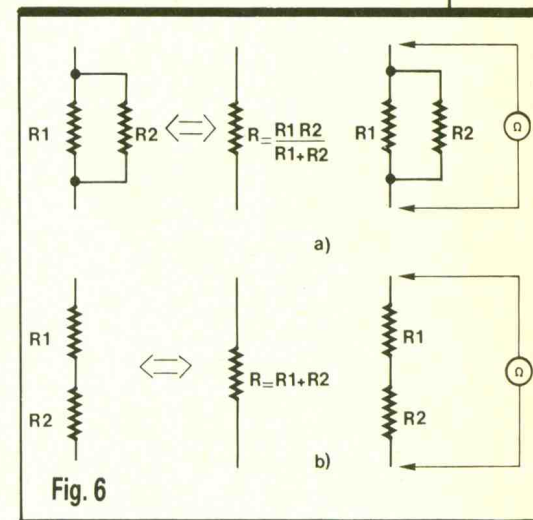 R1 R2 R=R1 R2/R1+R2 R1 R2 Ω
a)
R1 R1
R=R1+R2 Ω
R2 R2
b)
Fig. 6